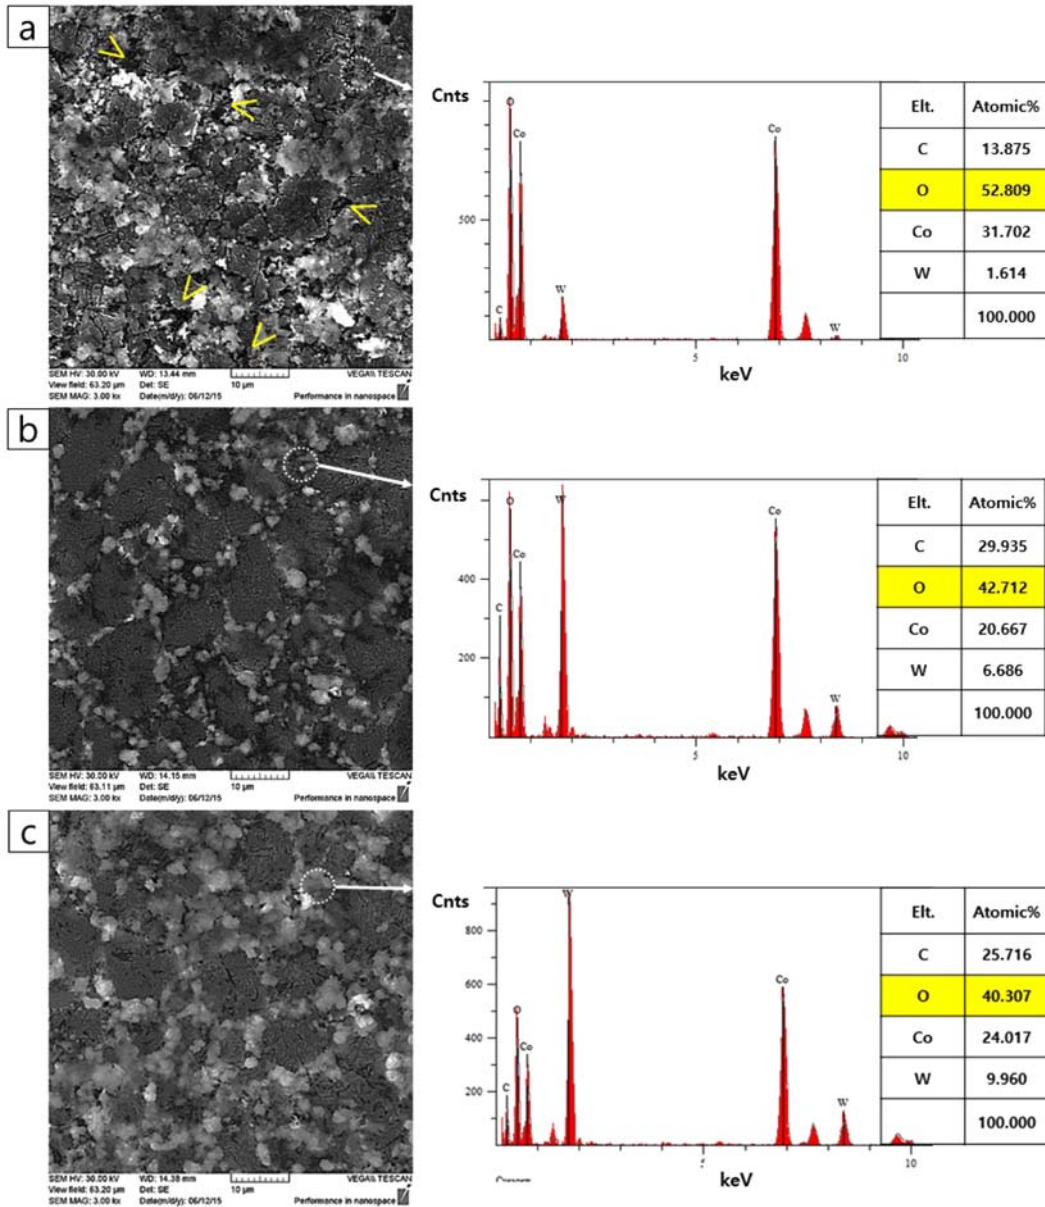 a
SEM HV: 30.00 kV WD: 13.44 mm VEGA\\ TESCAN
View field: 63.20 µm Det: SE 10 µm
SEM MAG: 3.00 kx Date(m/d/y): 06/12/15 Performance in nanospace
Cnts
O
Co
Co
500
W
C
W
5
10
keV
Elt. Atomic%
C 13.875
O 52.809
Co 31.702
W 1.614
100.000
b
SEM HV: 30.00 kV WD: 14.15 mm VEGA\\ TESCAN
View field: 63.11 µm Det: SE 10 µm
SEM MAG: 3.00 kx Date(m/d/y): 06/12/15 Performance in nanospace
Cnts
O
W
Co
Co
400
C
200
W
5
10
keV
Elt. Atomic%
C 29.935
O 42.712
Co 20.667
W 6.686
100.000
c
SEM HV: 30.00 kV WD: 14.38 mm VEGA\\ TESCAN
View field: 63.20 µm Det: SE 10 µm
SEM MAG: 3.00 kx Date(m/d/y): 06/12/15 Performance in nanospace
Cnts
W
800
Co
600
O
400
Co
C
200
W
5
10
keV
Elt. Atomic%
C 25.716
O 40.307
Co 24.017
W 9.960
100.000